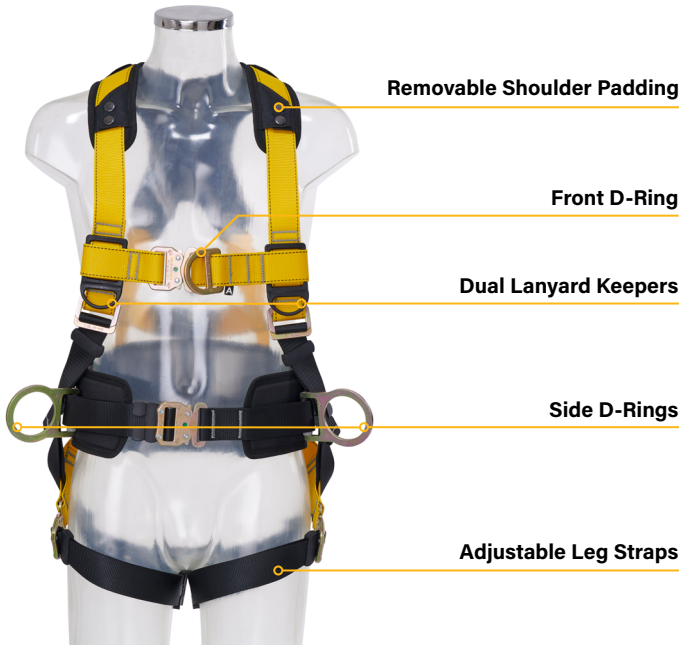 Removable Shoulder Padding
Front D-Ring
A
Dual Lanyard Keepers
Side D-Rings
Adjustable Leg Straps